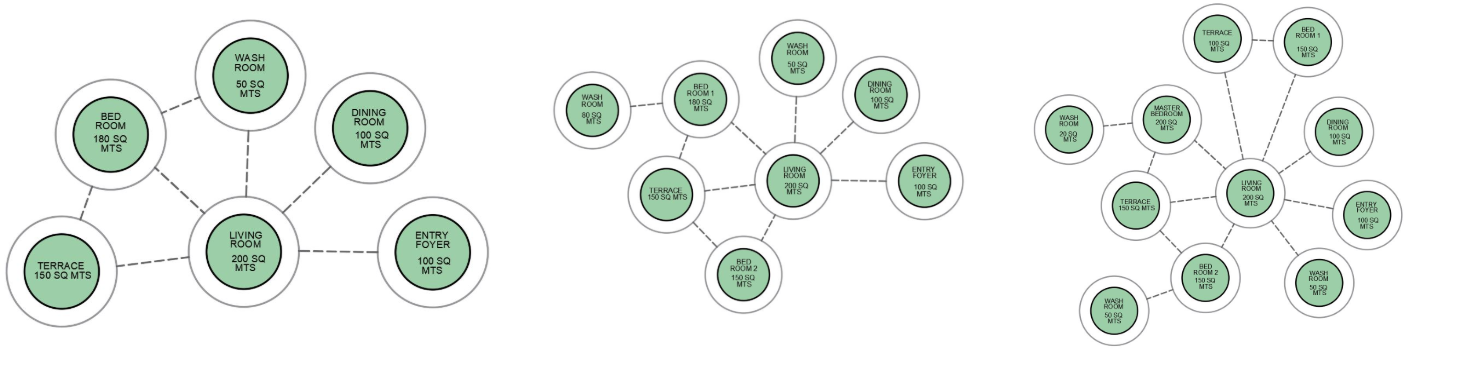 WASH
ROOM
50 SQ
MTS
BED
ROOM
180 SQ
MTS
DINING
ROOM
100 SQ
MTS
LIVING
ROOM
200 SQ
MTS
ENTRY
FOYER
100 SQ
MTS
TERRACE
150 SQ MTS
WASH
ROOM
50 SQ
MTS
WASH
ROOM
80 SQ
MTS
BED
ROOM 1
180 SQ
MTS
DINING
ROOM
100 SQ
MTS
TERRACE
150 SQ MTS
LIVING
ROOM
200 SQ
MTS
ENTRY
FOYER
100 SQ
MTS
BED
ROOM 2
150 SQ
MTS
TERRACE
100 SQ
MTS
BED
ROOM 1
150 SQ
MTS
WASH
ROOM
20 SQ
MTS
MASTER
BEDROOM
200 SQ
MTS
DINING
ROOM
100 SQ
MTS
TERRACE
150 SQ MTS
LIVING
ROOM
200 SQ
MTS
ENTRY
FOYER
100 SQ
MTS
BED
ROOM 2
150 SQ
MTS
WASH
ROOM
50 SQ
MTS
WASH
ROOM
50 SQ
MTS